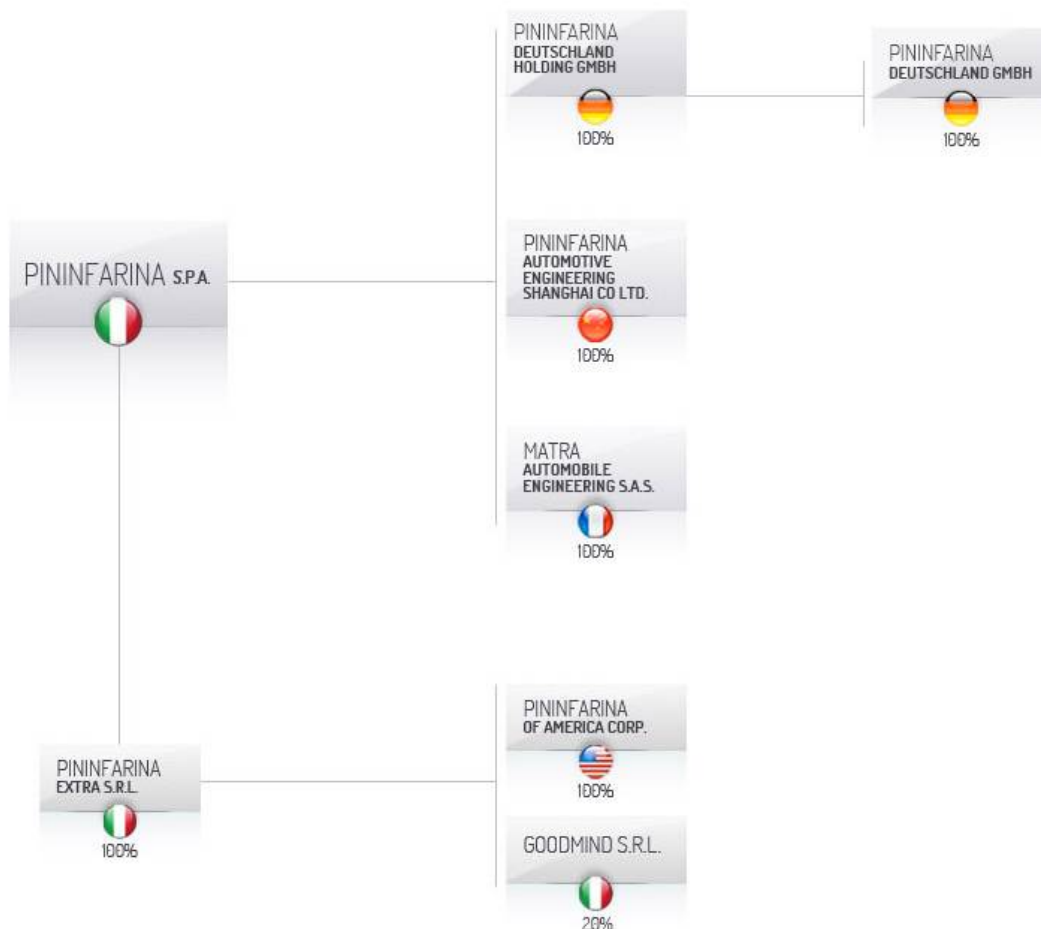 PININFARINA
DEUTSCHLAND
HOLDING GMBH
100%
PININFARINA
DEUTSCHLAND GMBH
100%
PININFARINA S.P.A.
PININFARINA
AUTOMOTIVE
ENGINEERING
SHANGHAI CO LTD.
100%
MATRA
AUTOMOBILE
ENGINEERING S.A.S.
100%
PININFARINA
EXTRA S.R.L.
100%
PININFARINA
OF AMERICA CORP.
100%
GOODMIND S.R.L.
20%